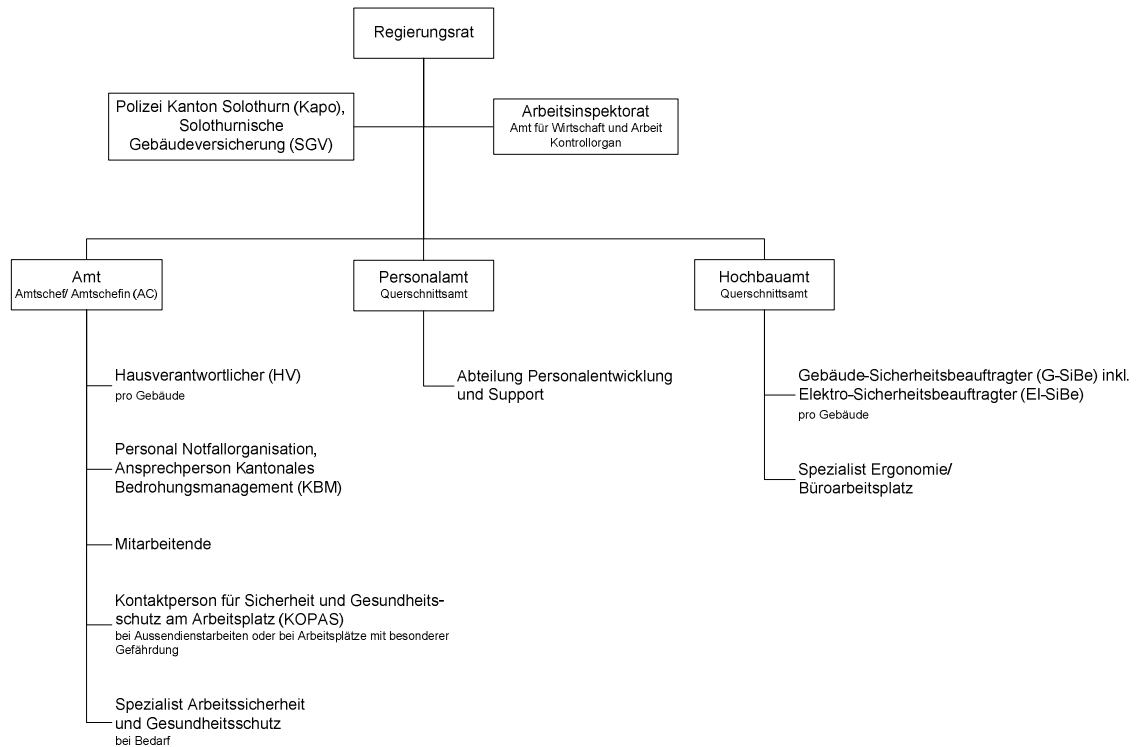 Regierungsrat
Polizei Kanton Solothurn (Kapo),
Solothurnische
Gebäudeversicherung (SGV)
Arbeitsinspektorat
Amt für Wirtschaft und Arbeit
Kontrollorgan
Amt
Amtschef/ Amtschefin (AC)
Personalamt
Querschnittsamt
Hochbauamt
Querschnittsamt
Hausverantwortlicher (HV)
pro Gebäude
Personal Notfallorganisation,
Ansprechperson Kantonales
Bedrohungsmanagement (KBM)
Mitarbeitende
Kontaktperson für Sicherheit und Gesundheits-
schutz am Arbeitsplatz (KOPAS)
bei Aussendienstarbeiten oder bei Arbeitsplätze mit besonderer
Gefährdung
Spezialist Arbeitssicherheit
und Gesundheitsschutz
bei Bedarf
Abteilung Personalentwicklung
und Support
Gebäude-Sicherheitsbeauftragter (G-SiBe) inkl.
Elektro-Sicherheitsbeauftragter (El-SiBe)
pro Gebäude
Spezialist Ergonomie/
Büroarbeitsplatz